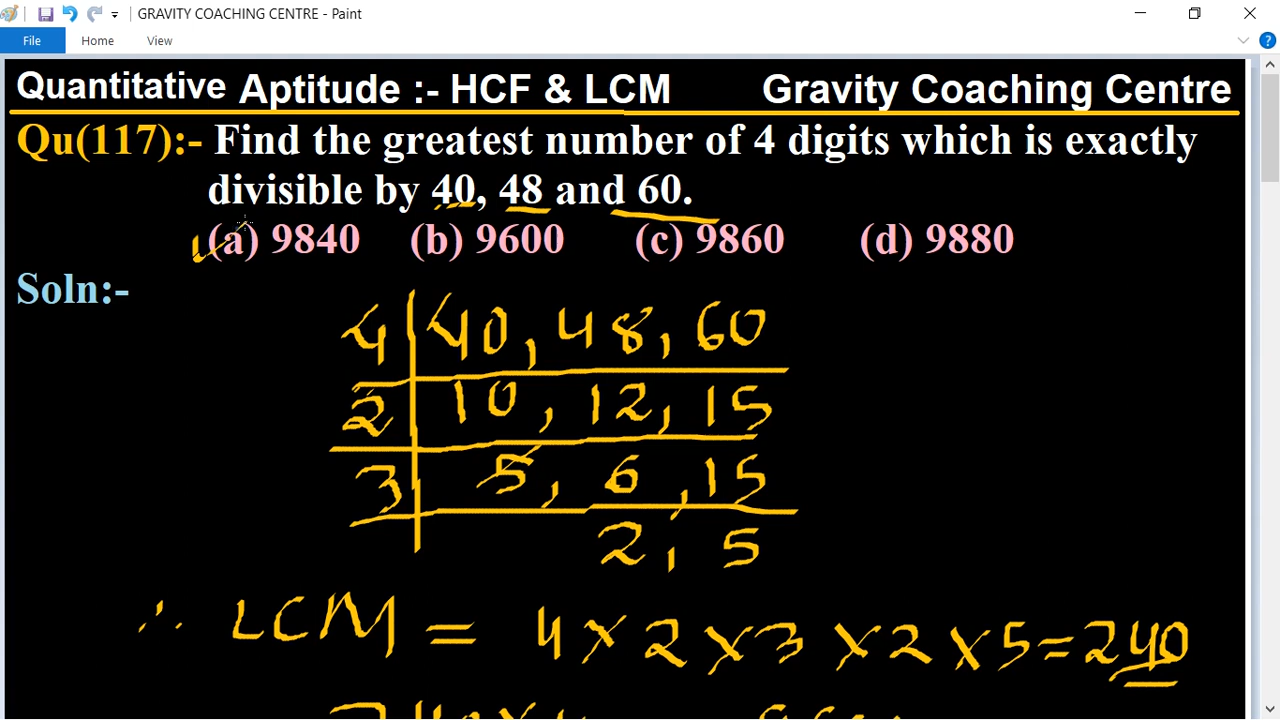 GRAVITY COACHING CENTRE - Paint
File Home View
Quantitative Aptitude :- HCF & LCM Gravity Coaching Centre
Qu(117):- Find the greatest number of 4 digits which is exactly
divisible by 40, 48 and 60.
(a) 9840 (b) 9600 (c) 9860 (d) 9880
Soln:-
4 40, 48, 60
2 10, 12, 15
3 5, 6, 15
2, 5
∴ LCM = 4 × 2 × 3 × 2 × 5 = 240